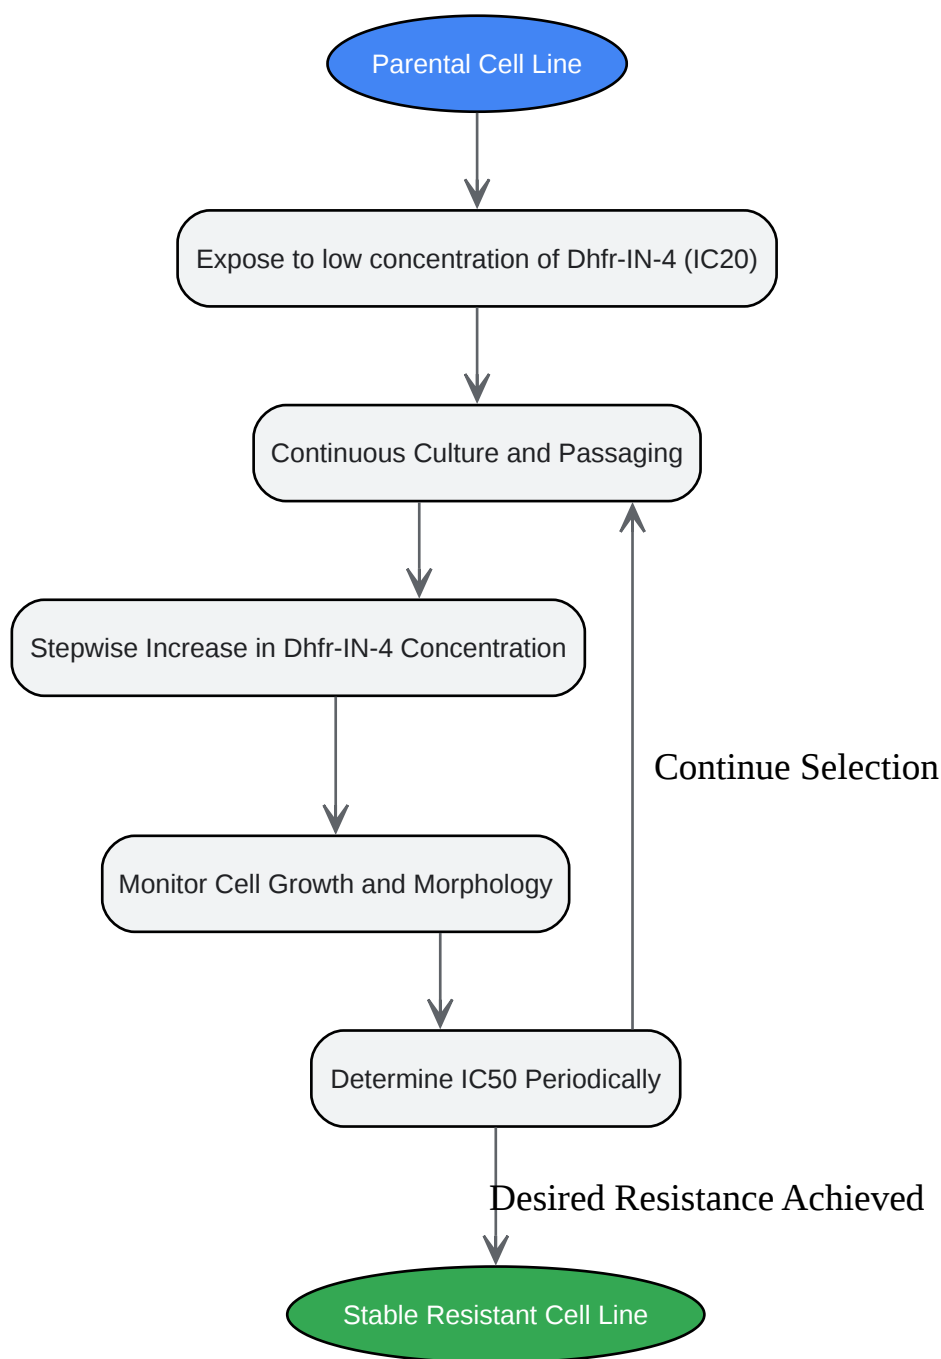 Parental Cell Line
Expose to low concentration of Dhfr-IN-4 (IC20)
Continuous Culture and Passaging
Stepwise Increase in Dhfr-IN-4 Concentration
Continue Selection
Monitor Cell Growth and Morphology
Determine IC50 Periodically
Desired Resistance Achieved
Stable Resistant Cell Line